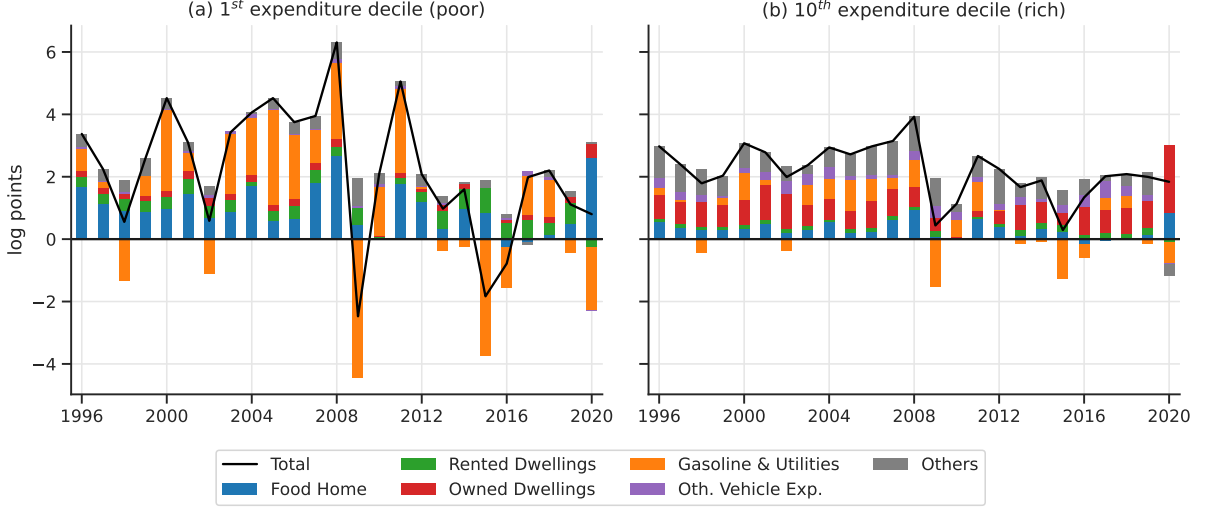 (a) 1st expenditure decile (poor)
(b) 10th expenditure decile (rich)
log points
6
4
2
0
−2
−4
1996 2000 2004 2008 2012 2016 2020
1996 2000 2004 2008 2012 2016 2020
Total Rented Dwellings Gasoline & Utilities Others
Food Home Owned Dwellings Oth. Vehicle Exp.